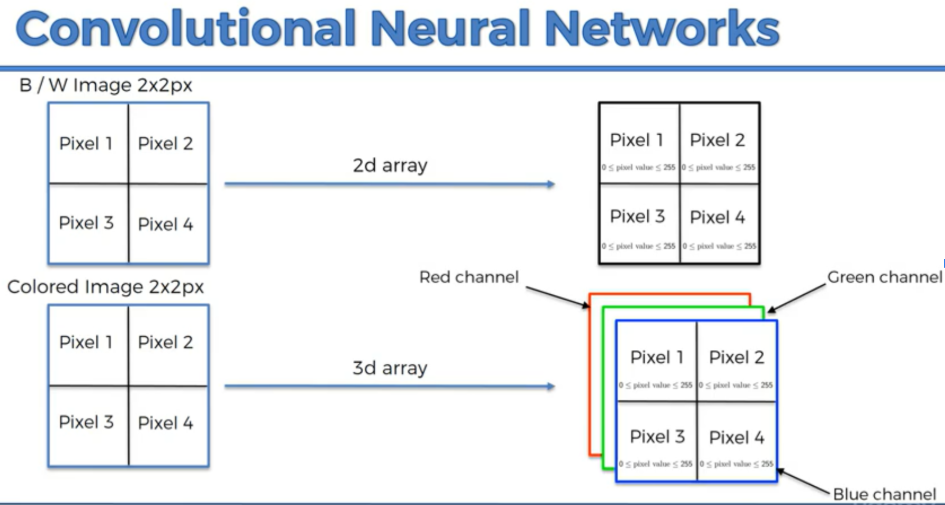 Convolutional Neural Networks
B / W Image 2x2px
Pixel 1 Pixel 2
Pixel 3 Pixel 4
2d array
Pixel 1 Pixel 2
0 ≤ pixel value ≤ 255 0 ≤ pixel value ≤ 255
Pixel 3 Pixel 4
0 ≤ pixel value ≤ 255 0 ≤ pixel value ≤ 255
Colored Image 2x2px
Pixel 1 Pixel 2
Pixel 3 Pixel 4
3d array
Red channel
Green channel
Pixel 1 Pixel 2
0 ≤ pixel value ≤ 255 0 ≤ pixel value ≤ 255
Pixel 3 Pixel 4
0 ≤ pixel value ≤ 255 0 ≤ pixel value ≤ 255
Blue channel